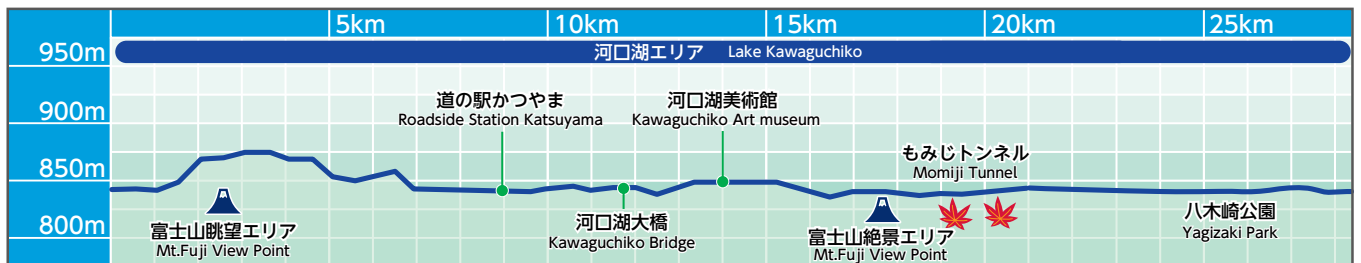 5km
10km
15km
20km
25km
950m
河口湖エリア Lake Kawaguchiko
900m
道の駅かつやま
Roadside Station Katsuyama
河口湖美術館
Kawaguchiko Art museum
もみじトンネル
Momiji Tunnel
850m
800m
富士山眺望エリア
Mt.Fuji View Point
河口湖大橋
Kawaguchiko Bridge
富士山絶景エリア
Mt.Fuji View Point
八木崎公園
Yagizaki Park